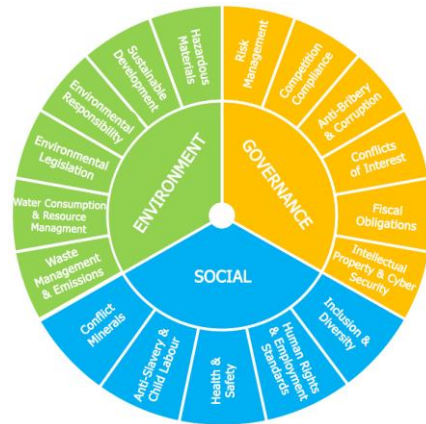 ENVIRONMENT
Hazardous
Materials
Sustainable
Development
Environmental
Responsibility
Environmental
Legislation
Water Consumption
& Resource
Managment
Waste
Management
& Emissions
GOVERNANCE
Risk
Management
Competition
Compliance
Anti-Bribery
& Corruption
Conflicts
of Interest
Fiscal
Obligations
Intellectual
Property & Cyber
Security
SOCIAL
Inclusion &
Diversity
Human Rights
& Employment
Standards
Health &
Safety
Anti-Slavery &
Child Labour
Conflict
Minerals